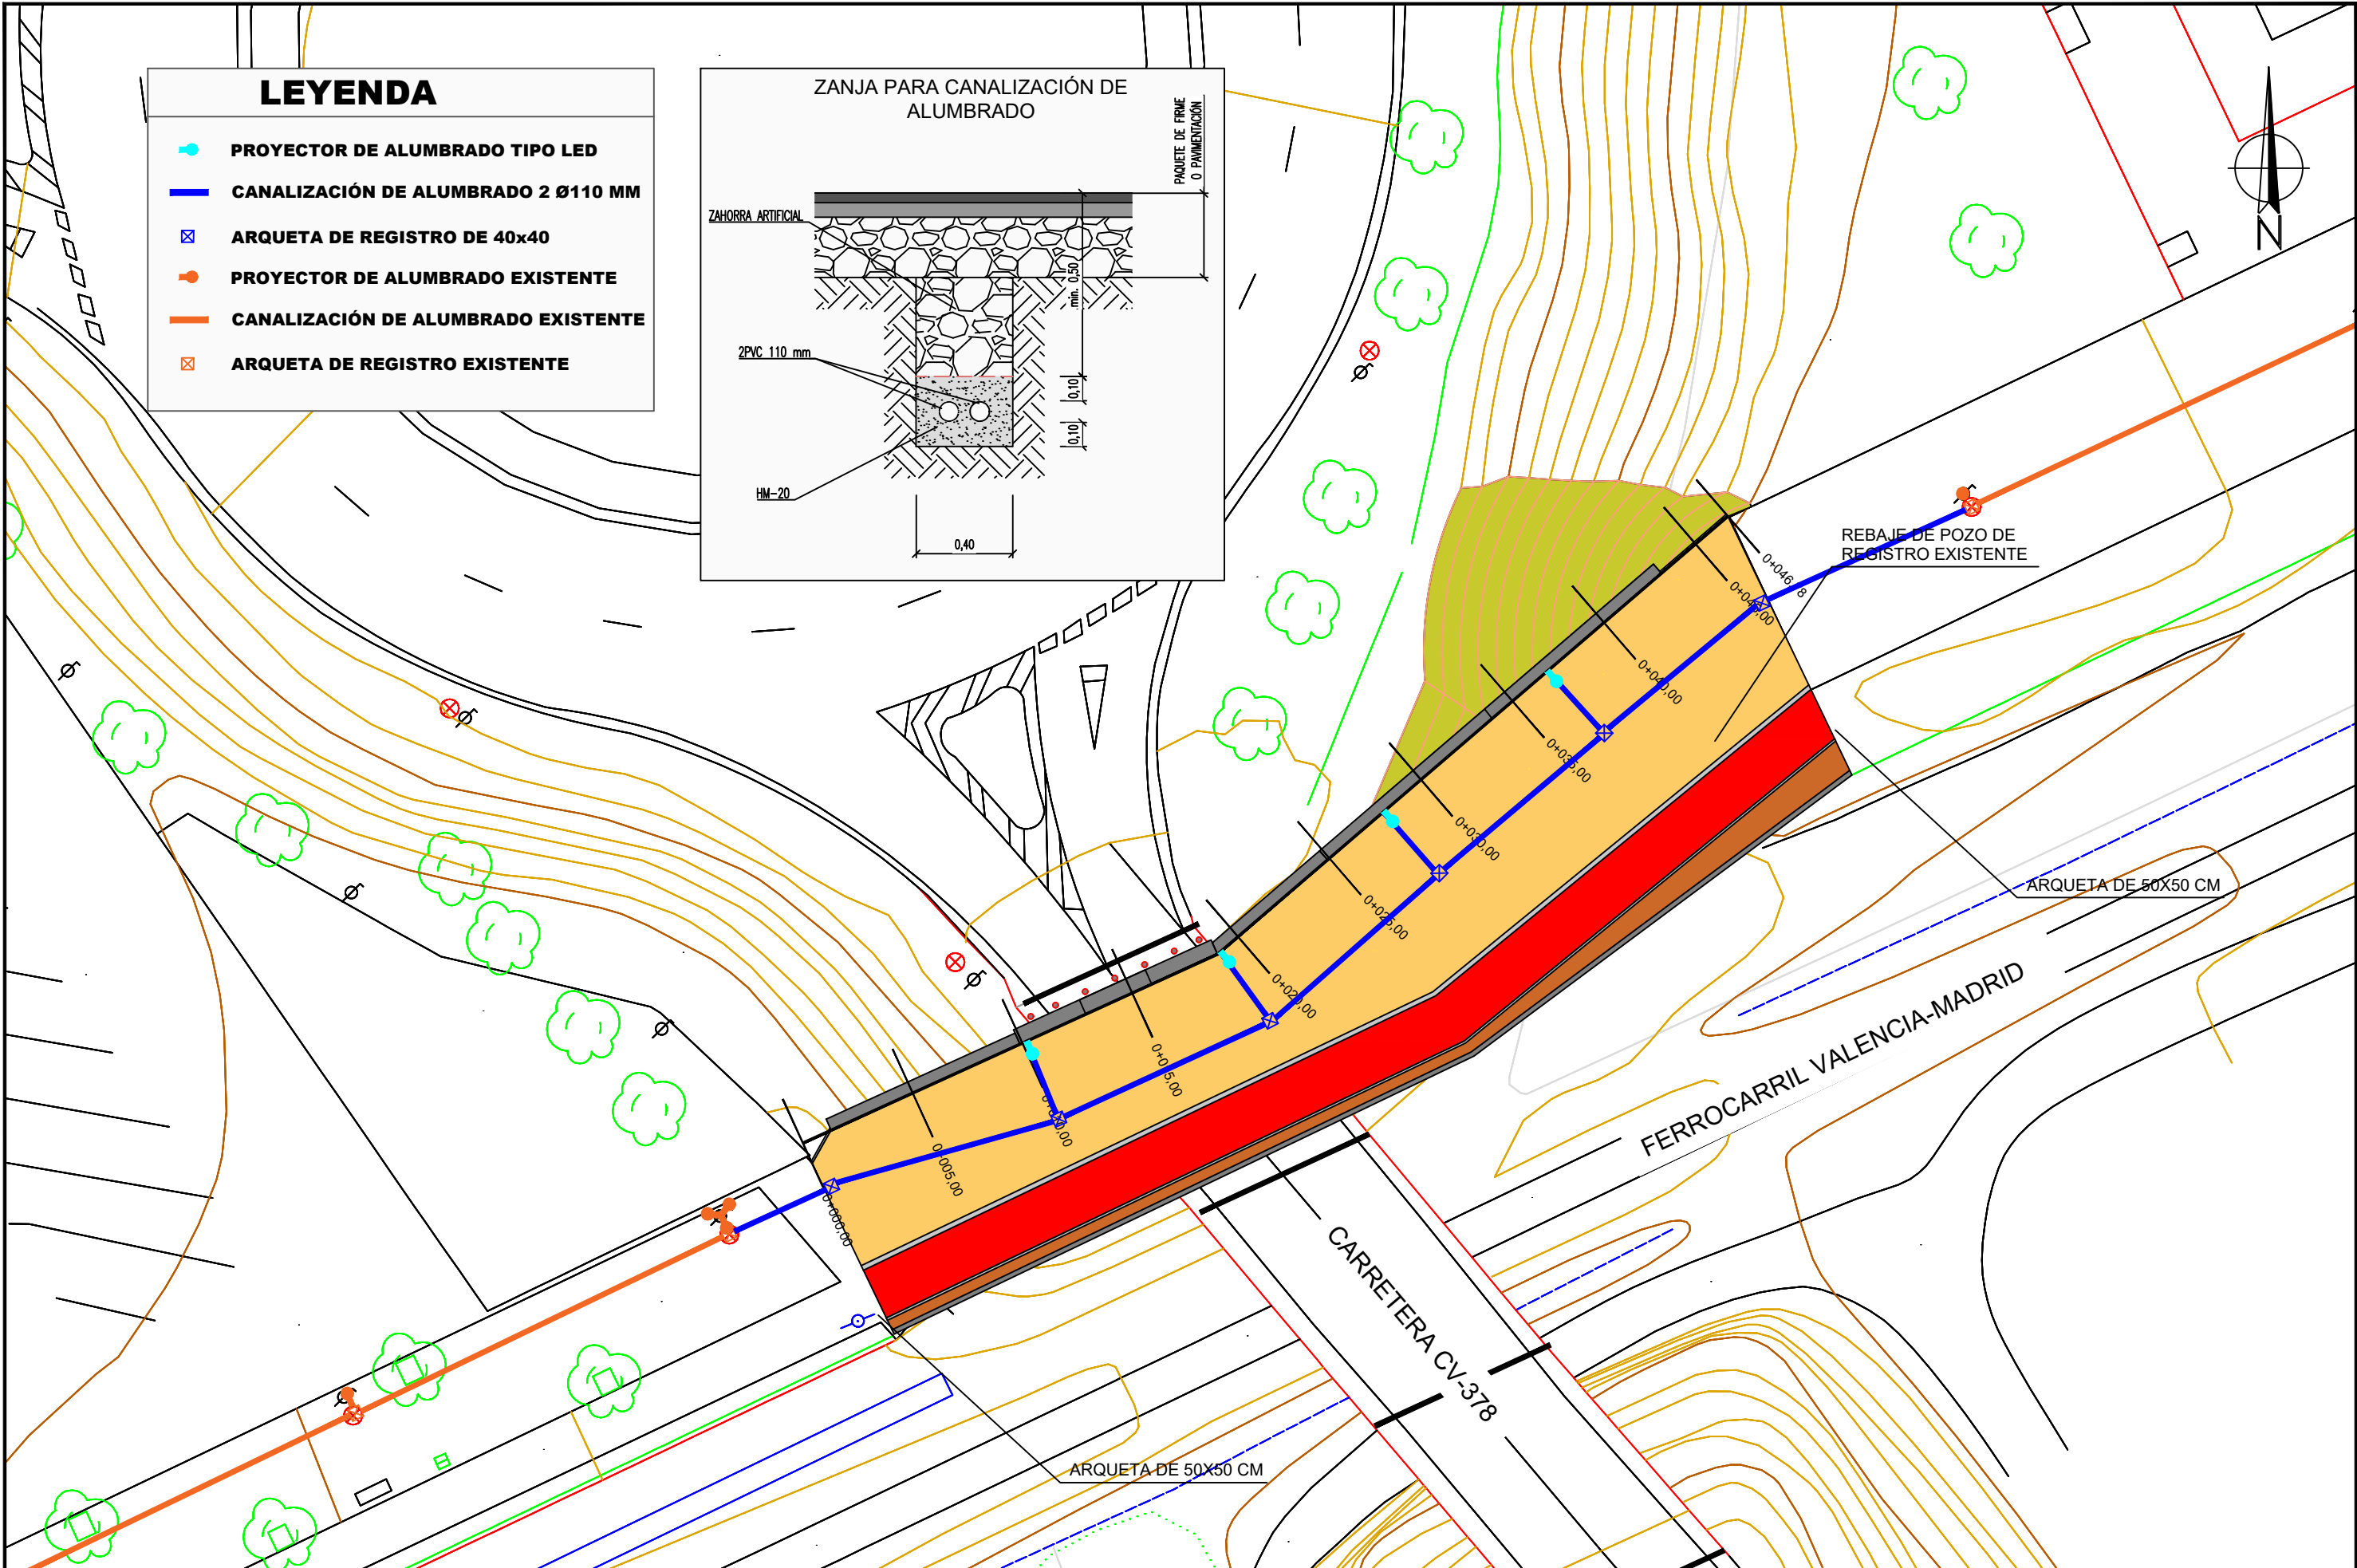 LEYENDA
PROYECTOR DE ALUMBRADO TIPO LED
CANALIZACIÓN DE ALUMBRADO 2 Ø110 MM
ARQUETA DE REGISTRO DE 40x40
PROYECTOR DE ALUMBRADO EXISTENTE
CANALIZACIÓN DE ALUMBRADO EXISTENTE
ARQUETA DE REGISTRO EXISTENTE
ZANJA PARA CANALIZACIÓN DE
ALUMBRADO
PAQUETE DE FIRME
O PAVIMENTACIÓN
ZAHORRA ARTIFICIAL
min. 0,50
2PVC 110 mm
0,10
0,10
HM-20
0,40
N
REBAJE DE POZO DE
REGISTRO EXISTENTE
0+046
8
0+040,00
0+035,00
0+030,00
0+025,00
0+020,00
0+015,00
0+005,00
0+000,00
ARQUETA DE 50X50 CM
FERROCARRIL VALENCIA-MADRID
CARRETERA CV-378
ARQUETA DE 50X50 CM